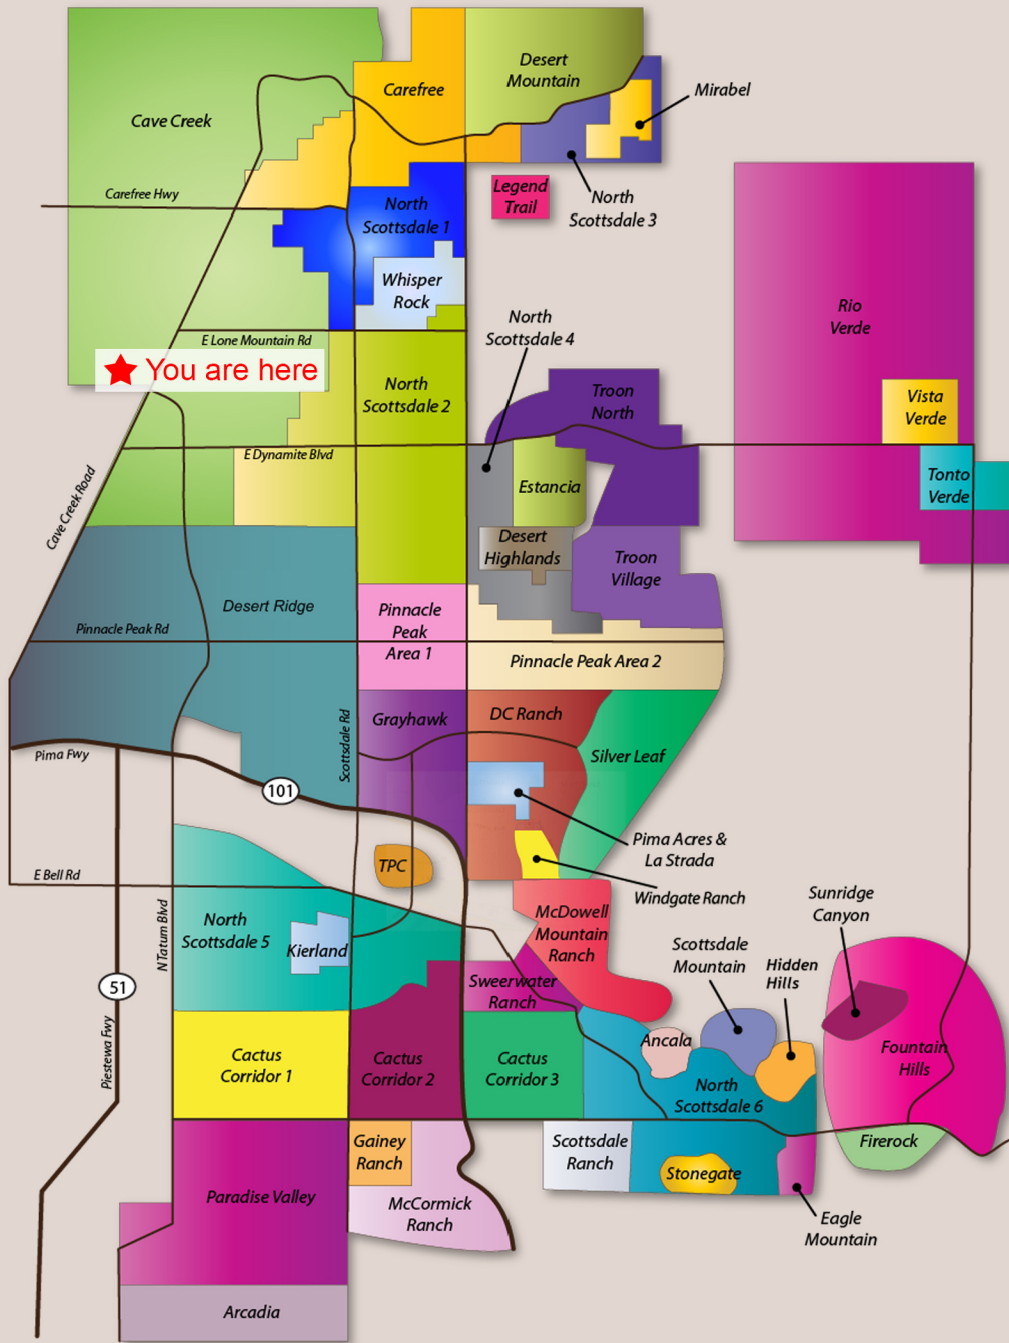 Cave Creek
Carefree
Desert
Mountain
Mirabel
Carefree Hwy
North
Scottsdale 1
Legend
Trail
North
Scottsdale 3
Whisper
Rock
Rio
Verde
North
Scottsdale 4
E Lone Mountain Rd
You are here
North
Scottsdale 2
Troon
North
Vista
Verde
E Dynamite Blvd
Cave Creek Road
Estancia
Tonto
Verde
Desert
Highlands
Troon
Village
Desert Ridge
Pinnacle
Peak
Area 1
Pinnacle Peak Rd
Pinnacle Peak Area 2
Scottsdale Rd
Grayhawk
DC Ranch
Silver Leaf
Pima Fwy
101
Pima Acres &
La Strada
TPC
E Bell Rd
Windgate Ranch
N Tatum Blvd
North
Scottsdale 5
Kierland
McDowell
Mountain
Ranch
Sunridge
Canyon
Scottsdale
Mountain
Hidden
Hills
51
Piestewa Fwy
Sweerwater
Ranch
Ancala
Fountain
Hills
Cactus
Corridor 1
Cactus
Corridor 2
Cactus
Corridor 3
North
Scottsdale 6
Gainey
Ranch
Scottsdale
Ranch
Stonegate
Firerock
Paradise Valley
McCormick
Ranch
Eagle
Mountain
Arcadia